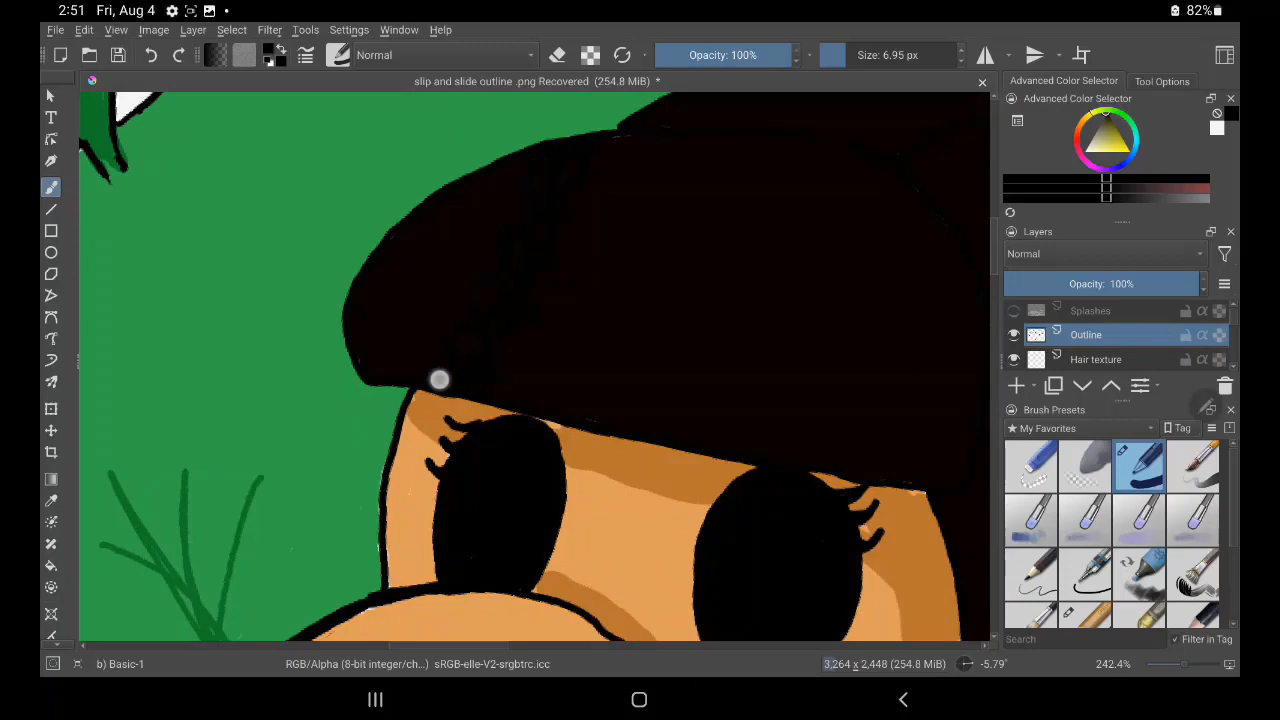 2:51 Fri, Aug 4 82%
File Edit View Image Layer Select Filter Tools Settings Window Help
Normal Opacity: 100% Size: 6.95 px
slip and slide outline .png Recovered (254.8 MiB) *
Advanced Color Selector Tool Options
Advanced Color Selector
Layers
Normal
Opacity: 100%
Splashes
Outline
Hair texture
Brush Presets
My Favorites Tag
Search Filter in Tag
b) Basic-1 RGB/Alpha (8-bit integer/ch...) sRGB-elle-V2-srgbtrc.icc 3,264 x 2,448 (254.8 MiB) -5.79° 242.4%